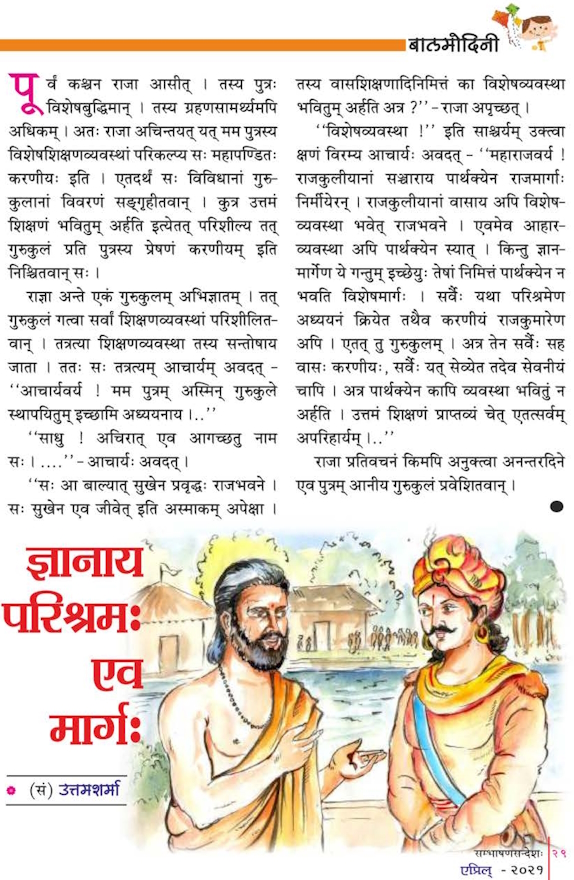 बालमोदिनी
पूर्वं कश्चन राजा आसीत् । तस्य पुत्रः
विशेषबुद्धिमान् । तस्य ग्रहणसामर्थ्यमपि
अधिकम् । अतः राजा अचिन्तयत् यत् मम पुत्रस्य
विशेषशिक्षणव्यवस्थां परिकल्प्य सः महापण्डितः
करणीयः इति । एतदर्थं सः विविधानां गुरु-
कुलानां विवरणं सङ्गृहीतवान् । कुत्र उत्तमं
शिक्षणं भवितुम् अर्हति इत्येतत् परिशील्य तत्
गुरुकुलं प्रति पुत्रस्य प्रेषणं करणीयम् इति
निश्चितवान् सः ।
राज्ञा अन्ते एकं गुरुकुलम् अभिज्ञातम् । तत्
गुरुकुलं गत्वा सर्वां शिक्षणव्यवस्थां परिशीलित-
वान् । तत्रत्या शिक्षणव्यवस्था तस्य सन्तोषाय
जाता । ततः सः तत्रत्यम् आचार्यम् अवदत् -
‘‘आचार्यवर्य ! मम पुत्रम् अस्मिन् गुरुकुले
स्थापयितुम् इच्छामि अध्ययनाय ।..’’
‘‘साधु ! अचिरात् एव आगच्छतु नाम
सः । ....’’ - आचार्यः अवदत् ।
‘‘सः आ बाल्यात् सुखेन प्रवृद्धः राजभवने ।
सः सुखेन एव जीवेत् इति अस्माकम् अपेक्षा ।
तस्य वासशिक्षणादिनिमित्तं का विशेषव्यवस्था
भवितुम् अर्हति अत्र ?’’ - राजा अपृच्छत् ।
‘‘विशेषव्यवस्था !’’ इति साश्चर्यम् उक्त्वा
क्षणं विरम्य आचार्यः अवदत् - ‘‘महाराजवर्य !
राजकुलीयानां सञ्चाराय पार्थक्येन राजमार्गाः
निर्मीयेरन् । राजकुलीयानां वासाय अपि विशेष-
व्यवस्था भवेत् राजभवने । एवमेव आहार-
व्यवस्था अपि पार्थक्येन स्यात् । किन्तु ज्ञान-
मार्गेण ये गन्तुम् इच्छेयुः तेषां निमित्तं पार्थक्येन न
भवति विशेषमार्गः । सर्वैः यथा परिश्रमेण
अध्ययनं क्रियेत तथैव करणीयं राजकुमारेण
अपि । एतत् तु गुरुकुलम् । अत्र तेन सर्वैः सह
वासः करणीयः, सर्वैः यत् सेव्येत तदेव सेवनीयं
चापि । अत्र पार्थक्येन कापि व्यवस्था भवितुं न
अर्हति । उत्तमं शिक्षणं प्राप्तव्यं चेत् एतत्सर्वम्
अपरिहार्यम् ।..’’
राजा प्रतिवचनं किमपि अनुक्त्वा अनन्तरदिने
एव पुत्रम् आनीय गुरुकुलं प्रवेशितवान् ।
ज्ञानाय
परिश्रमः
एव
मार्गः
(सं) उत्तमशर्मा
सम्भाषणसन्देशः २९
एप्रिल् - २०२१